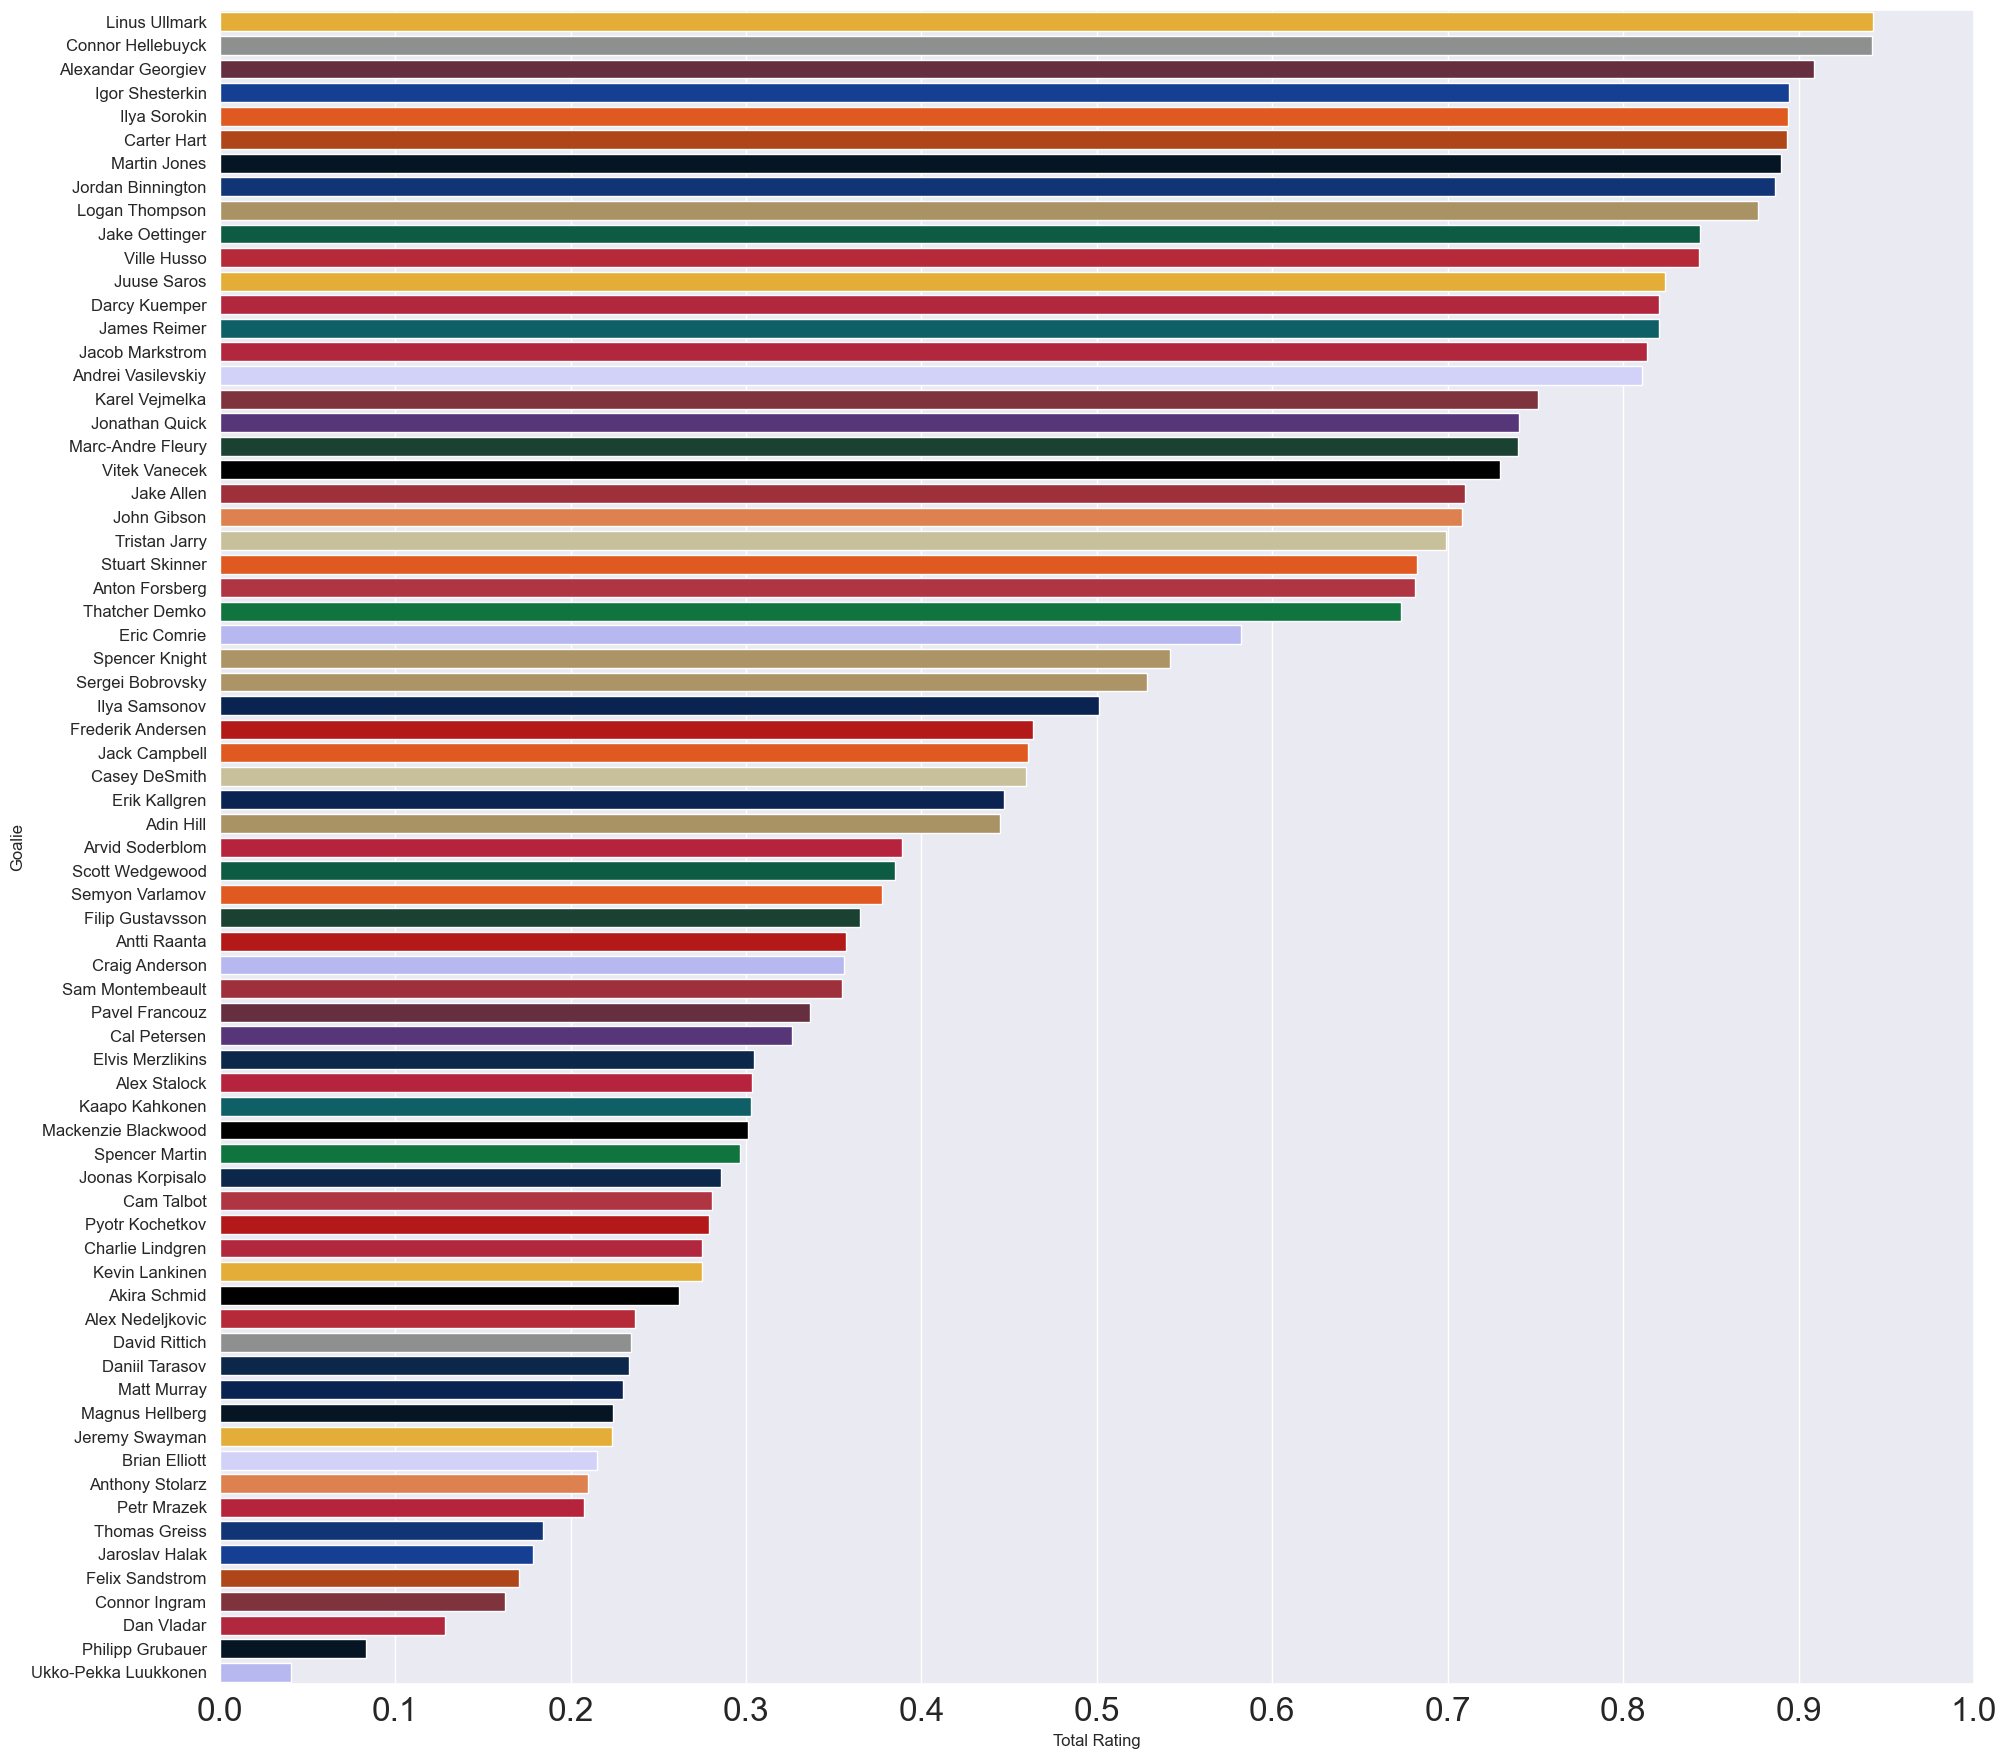 Linus Ullmark
Connor Hellebuyck
Alexandar Georgiev
Igor Shesterkin
Ilya Sorokin
Carter Hart
Martin Jones
Jordan Binnington
Logan Thompson
Jake Oettinger
Ville Husso
Juuse Saros
Darcy Kuemper
James Reimer
Jacob Markstrom
Andrei Vasilevskiy
Karel Vejmelka
Jonathan Quick
Marc-Andre Fleury
Vitek Vanecek
Jake Allen
John Gibson
Tristan Jarry
Stuart Skinner
Anton Forsberg
Thatcher Demko
Eric Comrie
Spencer Knight
Sergei Bobrovsky
Ilya Samsonov
Frederik Andersen
Jack Campbell
Casey DeSmith
Erik Kallgren
Adin Hill
Arvid Soderblom
Scott Wedgewood
Semyon Varlamov
Filip Gustavsson
Antti Raanta
Craig Anderson
Sam Montembeault
Pavel Francouz
Cal Petersen
Elvis Merzlikins
Alex Stalock
Kaapo Kahkonen
Mackenzie Blackwood
Spencer Martin
Joonas Korpisalo
Cam Talbot
Pyotr Kochetkov
Charlie Lindgren
Kevin Lankinen
Akira Schmid
Alex Nedeljkovic
David Rittich
Daniil Tarasov
Matt Murray
Magnus Hellberg
Jeremy Swayman
Brian Elliott
Anthony Stolarz
Petr Mrazek
Thomas Greiss
Jaroslav Halak
Felix Sandstrom
Connor Ingram
Dan Vladar
Philipp Grubauer
Ukko-Pekka Luukkonen
Goalie
0.0 0.1 0.2 0.3 0.4 0.5 0.6 0.7 0.8 0.9 1.0
Total Rating